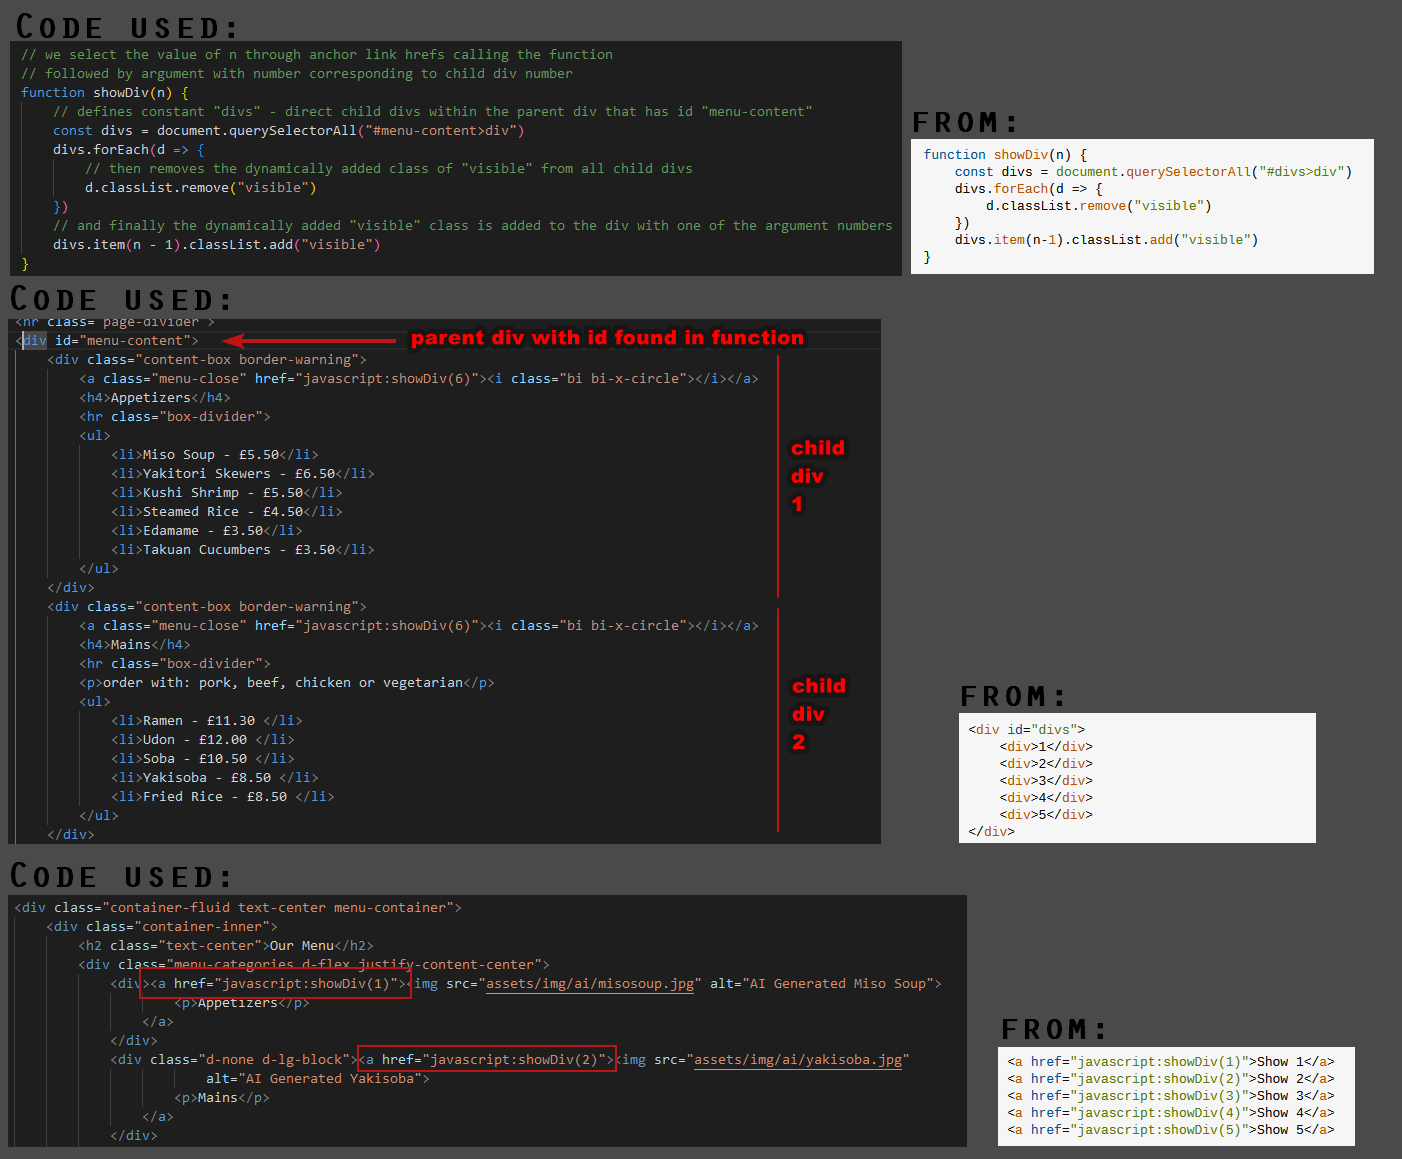 CODE USED:
// we select the value of n through anchor link hrefs calling the function
// followed by argument with number corresponding to child div number
function showDiv(n) {
    // defines constant "divs" - direct child divs within the parent div that has id "menu-content"
    const divs = document.querySelectorAll("#menu-content>div")
    divs.forEach(d => {
        // then removes the dynamically added class of "visible" from all child divs
        d.classList.remove("visible")
    })
    // and finally the dynamically added "visible" class is added to the div with one of the argument numbers
    divs.item(n - 1).classList.add("visible")
}
FROM:
function showDiv(n) {
    const divs = document.querySelectorAll("#divs>div")
    divs.forEach(d => {
        d.classList.remove("visible")
    })
    divs.item(n-1).classList.add("visible")
}
CODE USED:
<hr class="page-divider">
<div id="menu-content">
parent div with id found in function
    <div class="content-box border-warning">
        <a class="menu-close" href="javascript:showDiv(6)"><i class="bi bi-x-circle"></i></a>
        <h4>Appetizers</h4>
        <hr class="box-divider">
        <ul>
            <li>Miso Soup - £5.50</li>
            <li>Yakitori Skewers - £6.50</li>
            <li>Kushi Shrimp - £5.50</li>
            <li>Steamed Rice - £4.50</li>
            <li>Edamame - £3.50</li>
            <li>Takuan Cucumbers - £3.50</li>
        </ul>
    </div>
child
div
1
    <div class="content-box border-warning">
        <a class="menu-close" href="javascript:showDiv(6)"><i class="bi bi-x-circle"></i></a>
        <h4>Mains</h4>
        <hr class="box-divider">
        <p>order with: pork, beef, chicken or vegetarian</p>
        <ul>
            <li>Ramen - £11.30 </li>
            <li>Udon - £12.00 </li>
            <li>Soba - £10.50 </li>
            <li>Yakisoba - £8.50 </li>
            <li>Fried Rice - £8.50 </li>
        </ul>
    </div>
child
div
2
FROM:
<div id="divs">
    <div>1</div>
    <div>2</div>
    <div>3</div>
    <div>4</div>
    <div>5</div>
</div>
CODE USED:
<div class="container-fluid text-center menu-container">
    <div class="container-inner">
        <h2 class="text-center">Our Menu</h2>
        <div class="menu-categories d-flex justify-content-center">
            <div><a href="javascript:showDiv(1)"><img src="assets/img/ai/misosoup.jpg" alt="AI Generated Miso Soup">
                    <p>Appetizers</p>
                </a>
            </div>
            <div class="d-none d-lg-block"><a href="javascript:showDiv(2)"><img src="assets/img/ai/yakisoba.jpg"
                        alt="AI Generated Yakisoba">
                    <p>Mains</p>
                </a>
            </div>
FROM:
<a href="javascript:showDiv(1)">Show 1</a>
<a href="javascript:showDiv(2)">Show 2</a>
<a href="javascript:showDiv(3)">Show 3</a>
<a href="javascript:showDiv(4)">Show 4</a>
<a href="javascript:showDiv(5)">Show 5</a>